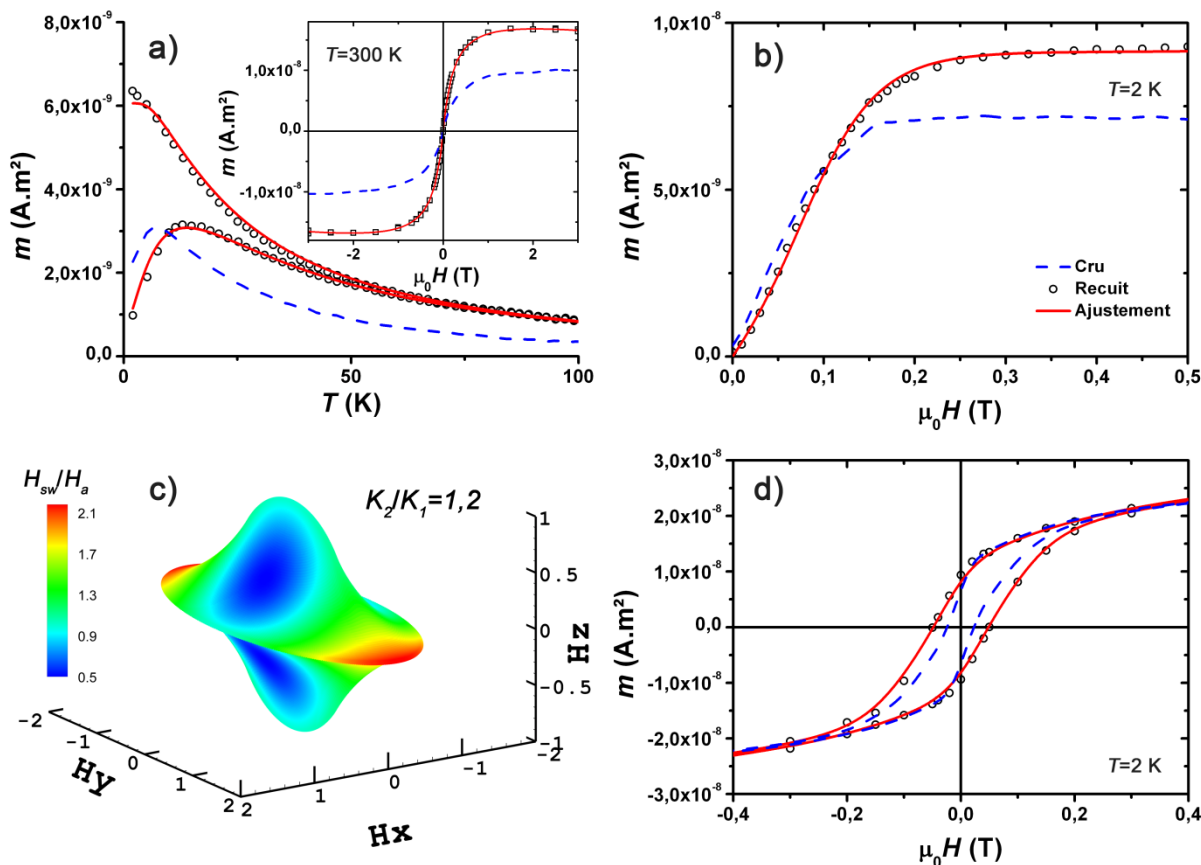 a)
8,0x10⁻⁹
6,0x10⁻⁹
4,0x10⁻⁹
2,0x10⁻⁹
0,0
m (A.m²)
0
50
100
T (K)
T=300 K
1,0x10⁻⁸
0,0
-1,0x10⁻⁸
m (A.m²)
-2
0
2
μ₀H (T)
b)
1,0x10⁻⁸
5,0x10⁻⁹
0,0
m (A.m²)
T=2 K
Cru
Recuit
Ajustement
0,0
0,1
0,2
0,3
0,4
0,5
μ₀H (T)
c)
H_sw/H_a
2.1
1.7
1.3
0.9
0.5
K₂/K₁=1,2
1
0.5
0
-0.5
-1
Hz
-2
-1
0
1
2
Hy
2
1
0
-1
-2
Hx
d)
3,0x10⁻⁸
2,0x10⁻⁸
1,0x10⁻⁸
0,0
-1,0x10⁻⁸
-2,0x10⁻⁸
-3,0x10⁻⁸
m (A.m²)
T=2 K
-0,4
-0,2
0,0
0,2
0,4
μ₀H (T)